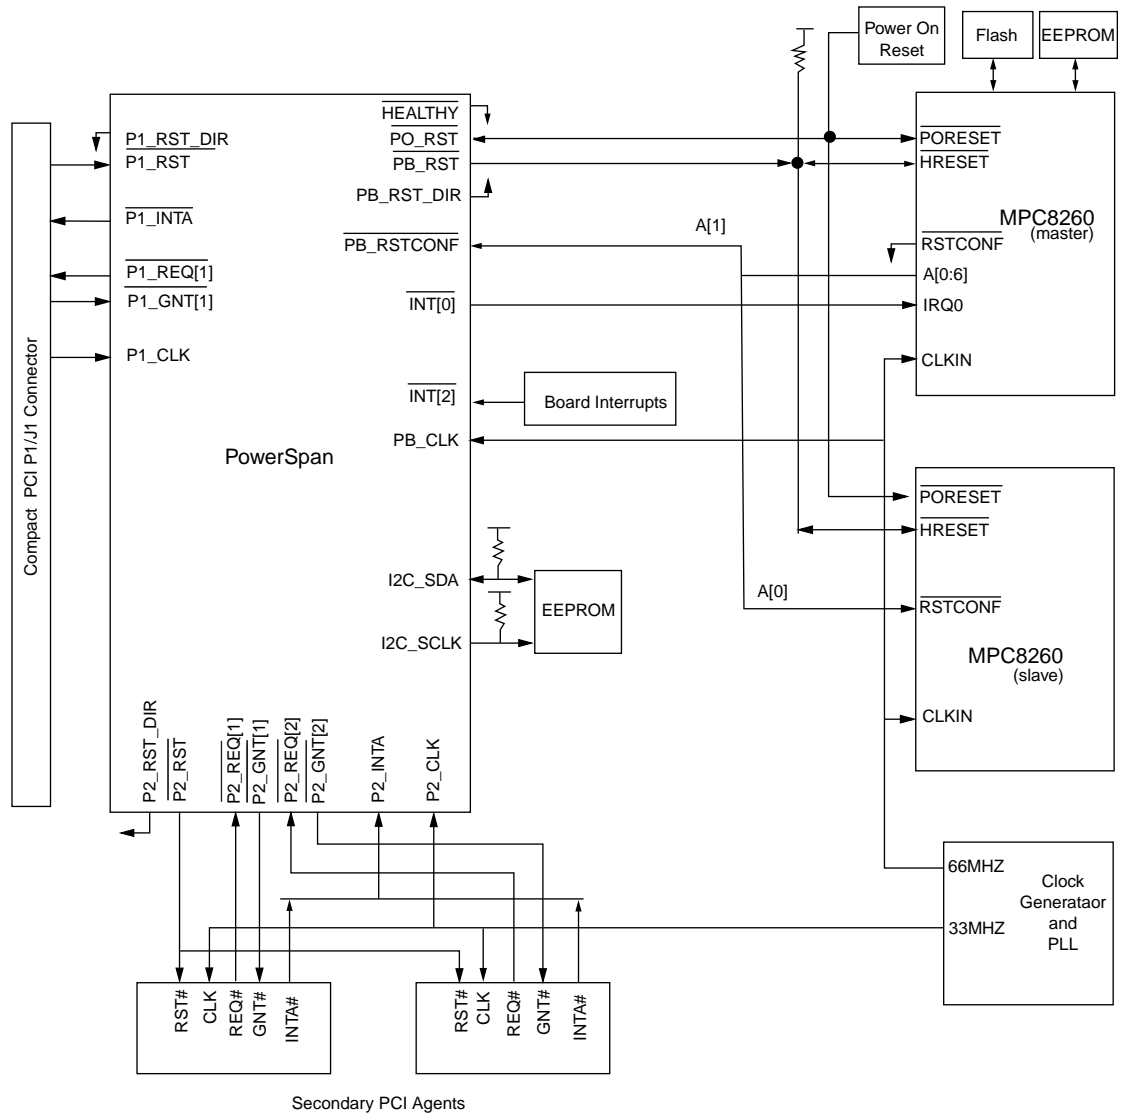 Power On
Reset
Flash
EEPROM
HEALTHY
PO_RST
PB_RST
PB_RST_DIR
PB_RSTCONF
INT[0]
INT[2]
PB_CLK
I2C_SDA
I2C_SCLK
P1_RST_DIR
P1_RST
P1_INTA
P1_REQ[1]
P1_GNT[1]
P1_CLK
Compact PCI P1/J1 Connector
PowerSpan
A[1]
A[0]
Board Interrupts
EEPROM
PORESET
HRESET
MPC8260
(master)
RSTCONF
A[0:6]
IRQ0
CLKIN
PORESET
HRESET
RSTCONF
MPC8260
(slave)
CLKIN
P2_RST_DIR
P2_RST
P2_REQ[1]
P2_GNT[1]
P2_REQ[2]
P2_GNT[2]
P2_INTA
P2_CLK
66MHZ
33MHZ
Clock
Generataor
and
PLL
RST#
CLK
REQ#
GNT#
INTA#
RST#
CLK
REQ#
GNT#
INTA#
Secondary PCI Agents